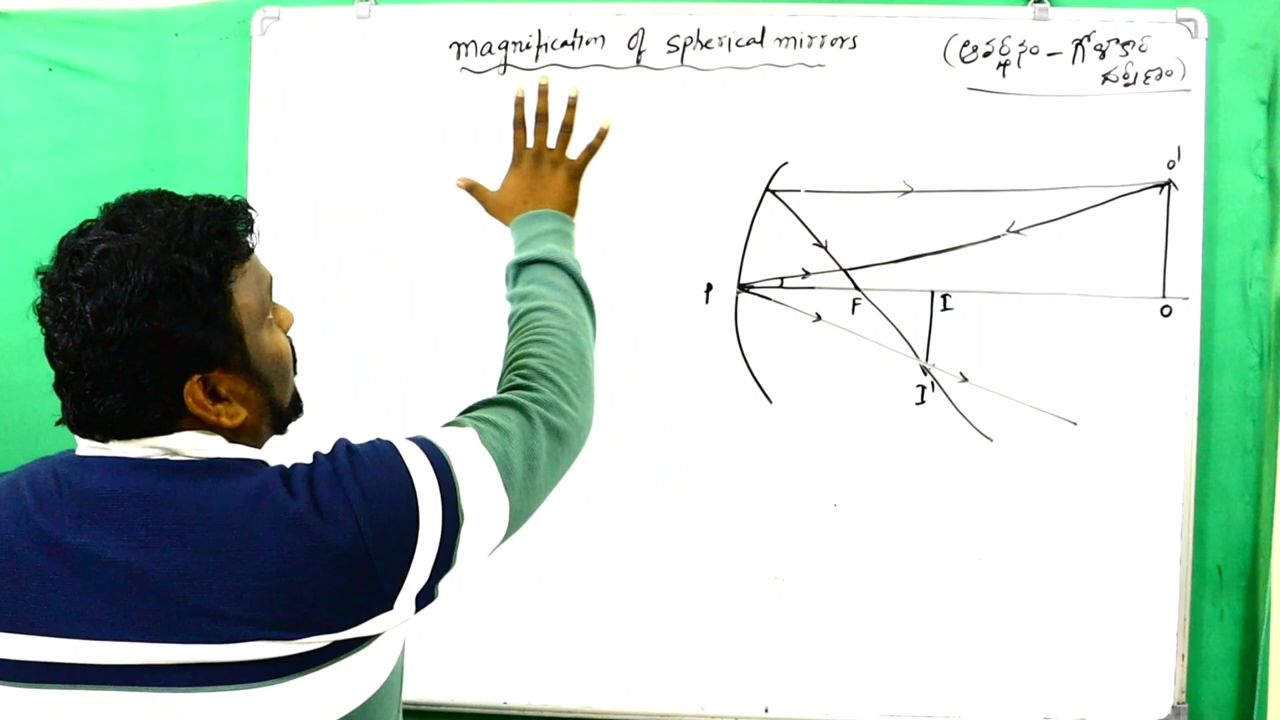 magnification of spherical mirrors
(ఆవర్ధనం - గోళాకార
దర్పణం)
O'
P
F
I
O
I'